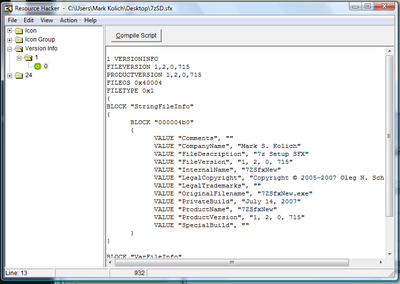 Resource Hacker - C:\Users\Mark Kolich\Desktop\7zSD.sfx
File Edit View Action Help
Icon
Icon Group
Version Info
1
0
24
Compile Script
1 VERSIONINFO
FILEVERSION 1,2,0,715
PRODUCTVERSION 1,2,0,715
FILEOS 0x40004
FILETYPE 0x1
{
BLOCK "StringFileInfo"
{
BLOCK "000004b0"
{
VALUE "Comments", ""
VALUE "CompanyName", "Mark S. Kolich"
VALUE "FileDescription", "7z Setup SFX"
VALUE "FileVersion", "1, 2, 0, 715"
VALUE "InternalName", "7ZSfxNew"
VALUE "LegalCopyright", "Copyright © 2005-2007 Oleg N. Sch
VALUE "LegalTrademarks", ""
VALUE "OriginalFilename", "7ZSfxNew.exe"
VALUE "PrivateBuild", "July 14, 2007"
VALUE "ProductName", "7ZSfxNew"
VALUE "ProductVersion", "1, 2, 0, 715"
VALUE "SpecialBuild", ""
}
}
BLOCK "VarFileInfo"
Line: 13 932